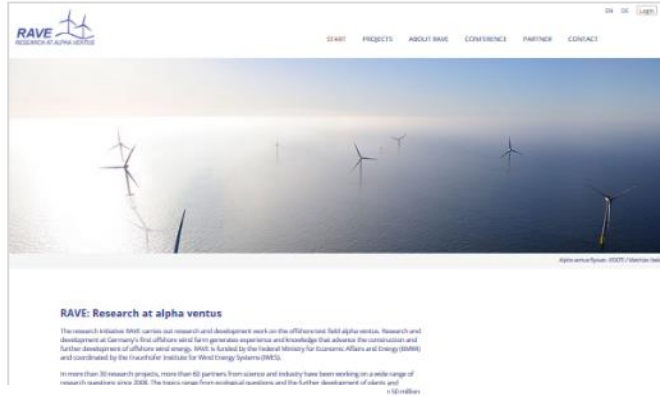 EN DE Login
RAVE
RESEARCH AT ALPHA VENTUS
START PROJECTS ABOUT RAVE CONFERENCE PARTNER CONTACT
RAVE: Research at alpha ventus
The research initiative RAVE carries out research and development work on the offshore test field alpha ventus. Research and
development at Germany's first offshore wind farm generates experience and knowledge that advance the construction and
further development of offshore wind energy. RAVE is funded by the Federal Ministry for Economic Affairs and Energy (BMWi)
and coordinated by the Fraunhofer Institute for Wind Energy Systems (IWES).
In more than 30 research projects, more than 60 partners from science and industry have been working on a wide range of
research questions since 2008. The topics range from ecological questions and the further development of plants and
50 million